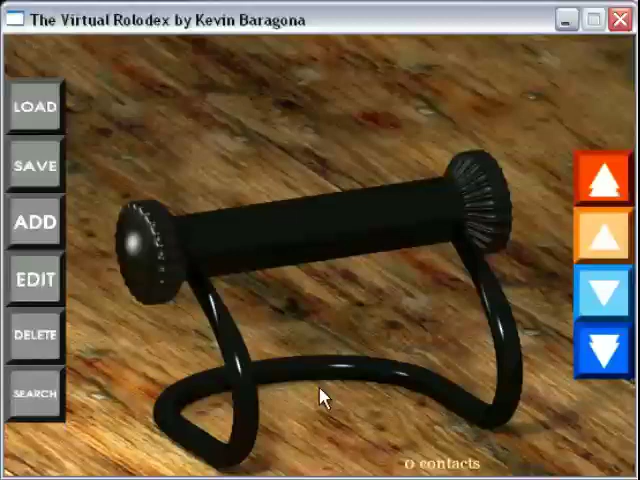 The Virtual Rolodex by Kevin Baragona
LOAD
SAVE
ADD
EDIT
DELETE
SEARCH
0 contacts